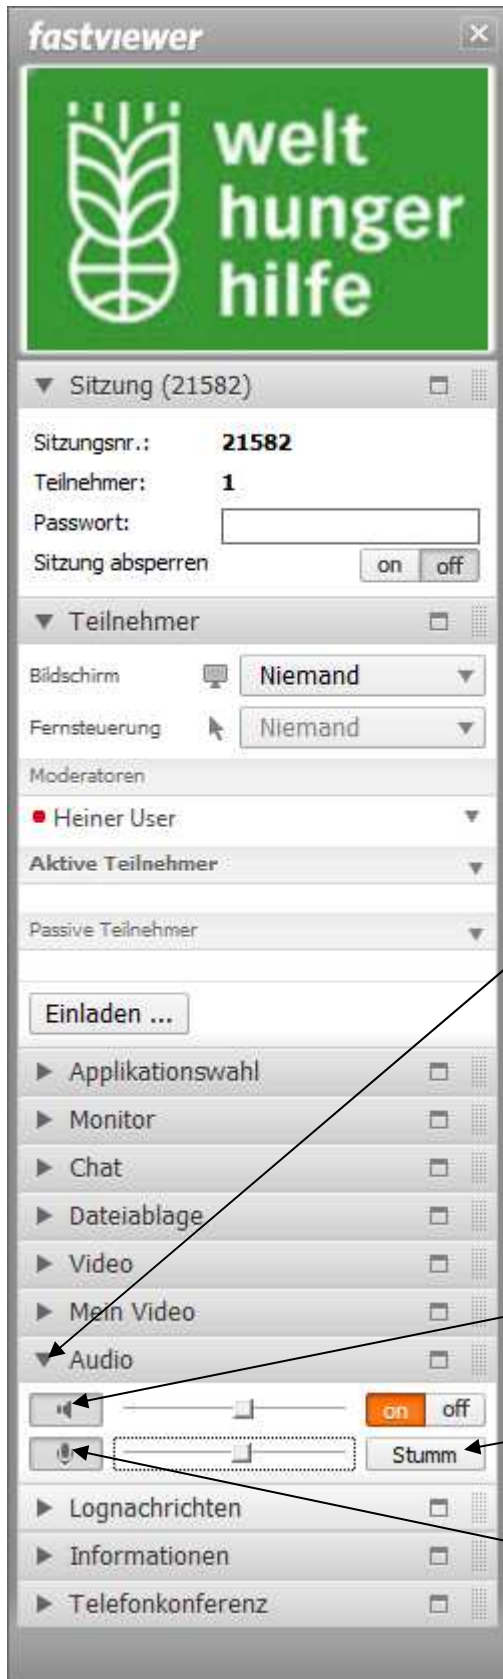 fastviewer
welt
hunger
hilfe
Sitzung (21582)
Sitzungsnr.: 21582
Teilnehmer: 1
Passwort:
Sitzung absperren on off
Teilnehmer
Bildschirm Niemand
Fernsteuerung Niemand
Moderatoren
Heiner User
Aktive Teilnehmer
Passive Teilnehmer
Einladen ...
Applikationswahl
Monitor
Chat
Dateiablage
Video
Mein Video
Audio
on off
Stumm
Lognachrichten
Informationen
Telefonkonferenz